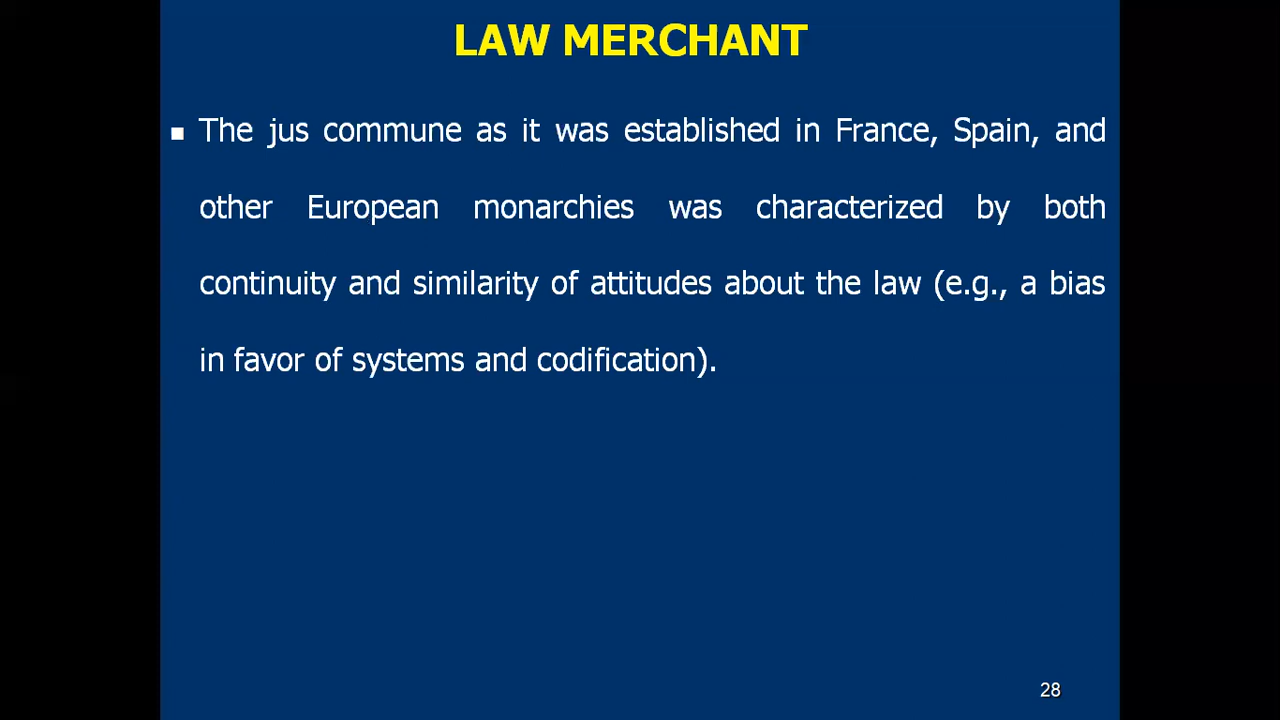 LAW MERCHANT
▪ The jus commune as it was established in France, Spain, and
other European monarchies was characterized by both
continuity and similarity of attitudes about the law (e.g., a bias
in favor of systems and codification).
28